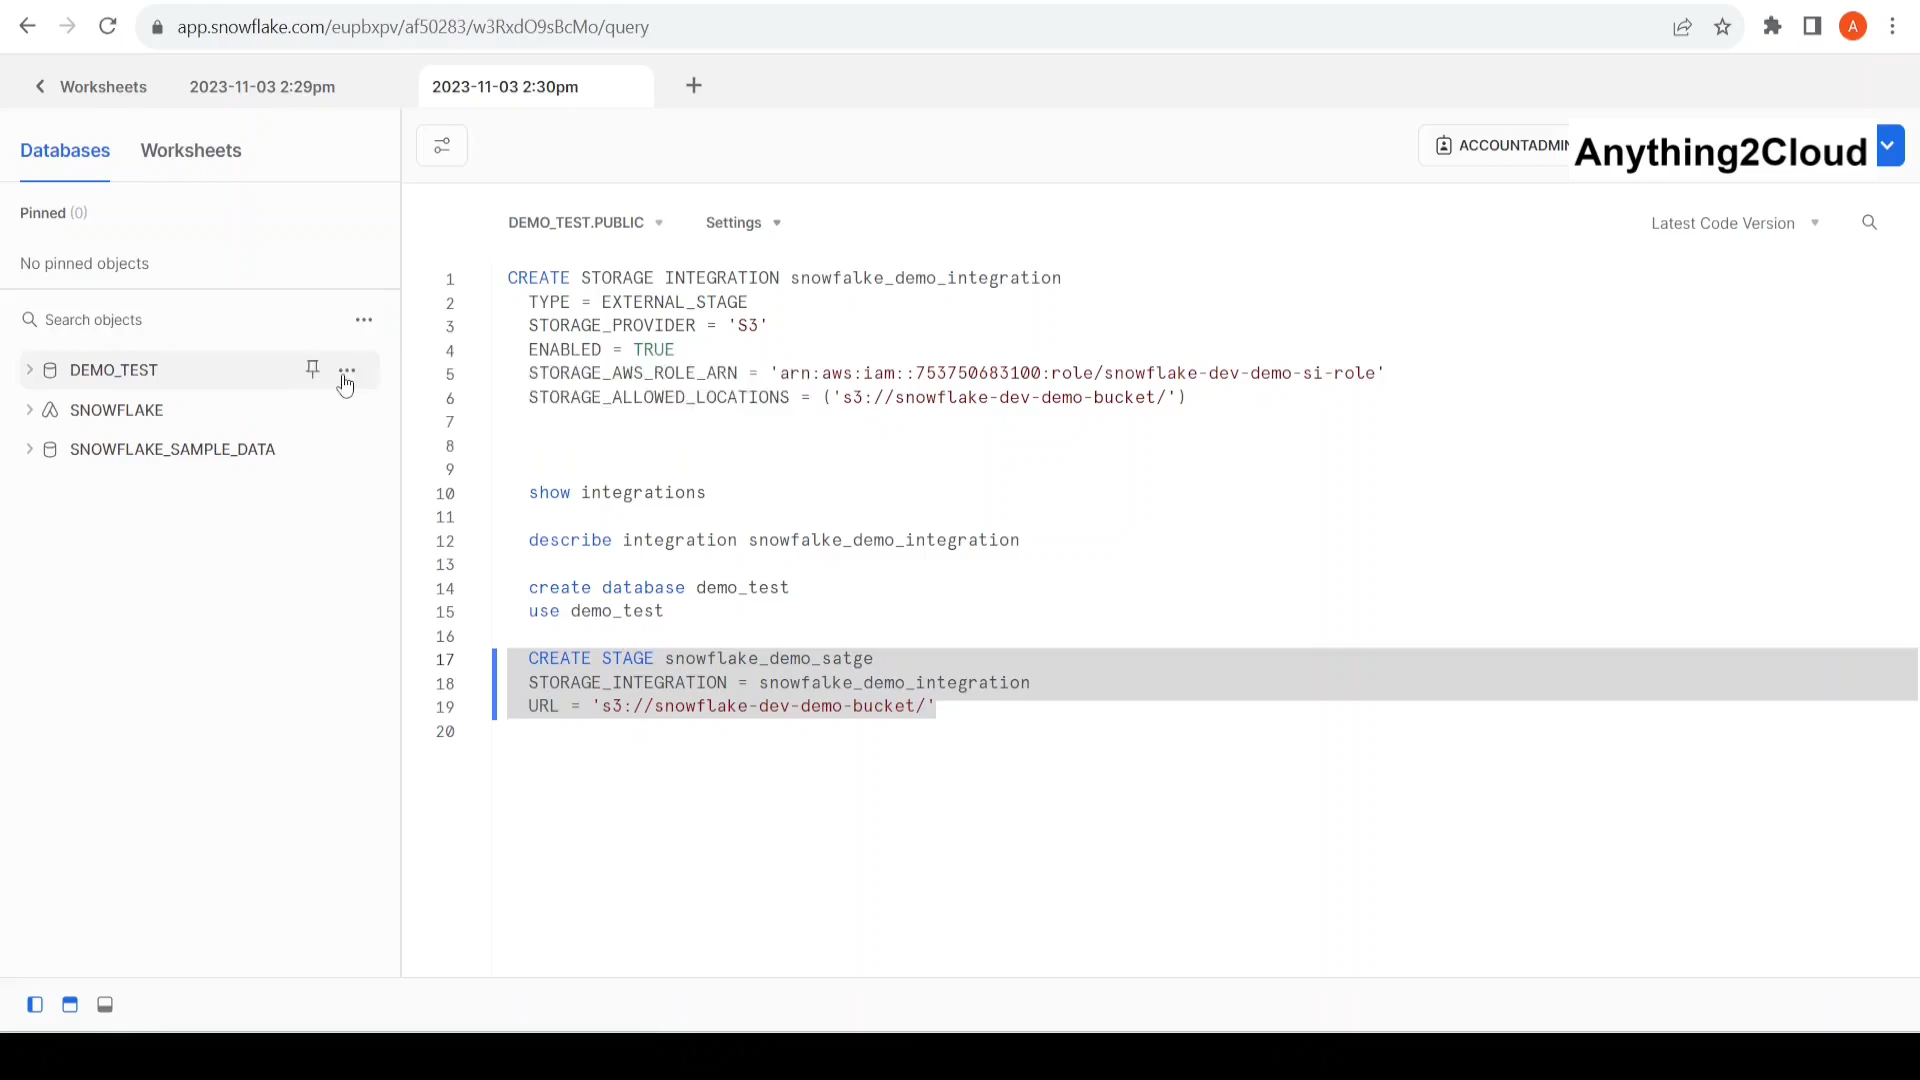 app.snowflake.com/eupbxpv/af50283/w3RxdO9sBcMo/query
A
Worksheets
2023-11-03 2:29pm
2023-11-03 2:30pm
Databases
Worksheets
ACCOUNTADMIN
Anything2Cloud
Pinned (0)
No pinned objects
Search objects
DEMO_TEST
SNOWFLAKE
SNOWFLAKE_SAMPLE_DATA
DEMO_TEST.PUBLIC
Settings
Latest Code Version
1 CREATE STORAGE INTEGRATION snowfalke_demo_integration
2 TYPE = EXTERNAL_STAGE
3 STORAGE_PROVIDER = 'S3'
4 ENABLED = TRUE
5 STORAGE_AWS_ROLE_ARN = 'arn:aws:iam::753750683100:role/snowflake-dev-demo-si-role'
6 STORAGE_ALLOWED_LOCATIONS = ('s3://snowflake-dev-demo-bucket/')
7
8
9
10 show integrations
11
12 describe integration snowfalke_demo_integration
13
14 create database demo_test
15 use demo_test
16
17 CREATE STAGE snowflake_demo_satge
18 STORAGE_INTEGRATION = snowfalke_demo_integration
19 URL = 's3://snowflake-dev-demo-bucket/'
20